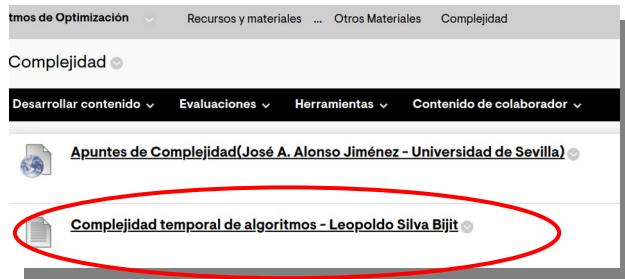 tmos de Optimización Recursos y materiales ... Otros Materiales Complejidad
Complejidad
Desarrollar contenido Evaluaciones Herramientas Contenido de colaborador
Apuntes de Complejidad(José A. Alonso Jiménez - Universidad de Sevilla)
Complejidad temporal de algoritmos - Leopoldo Silva Bijit